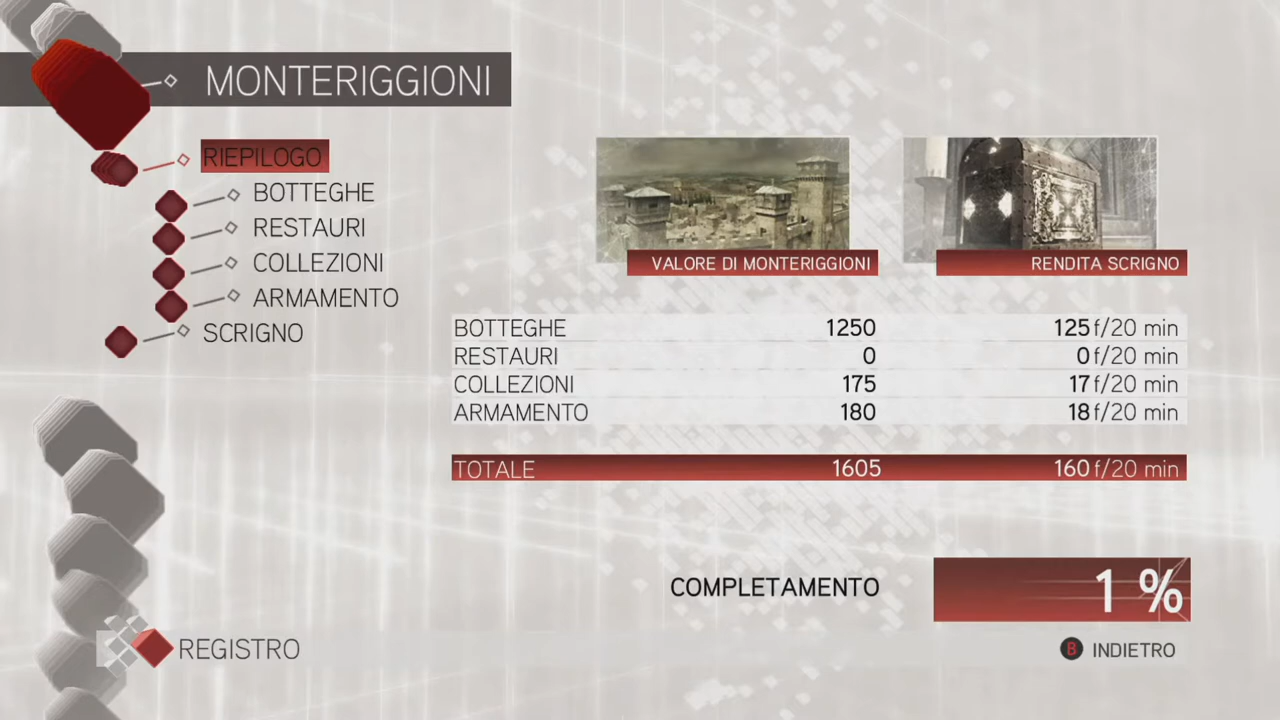 MONTERIGGIONI
RIEPILOGO
BOTTEGHE
RESTAURI
COLLEZIONI
ARMAMENTO
SCRIGNO
VALORE DI MONTERIGGIONI RENDITA SCRIGNO
BOTTEGHE 1250 125 f/20 min
RESTAURI 0 0 f/20 min
COLLEZIONI 175 17 f/20 min
ARMAMENTO 180 18 f/20 min
TOTALE 1605 160 f/20 min
COMPLETAMENTO 1 %
REGISTRO B INDIETRO